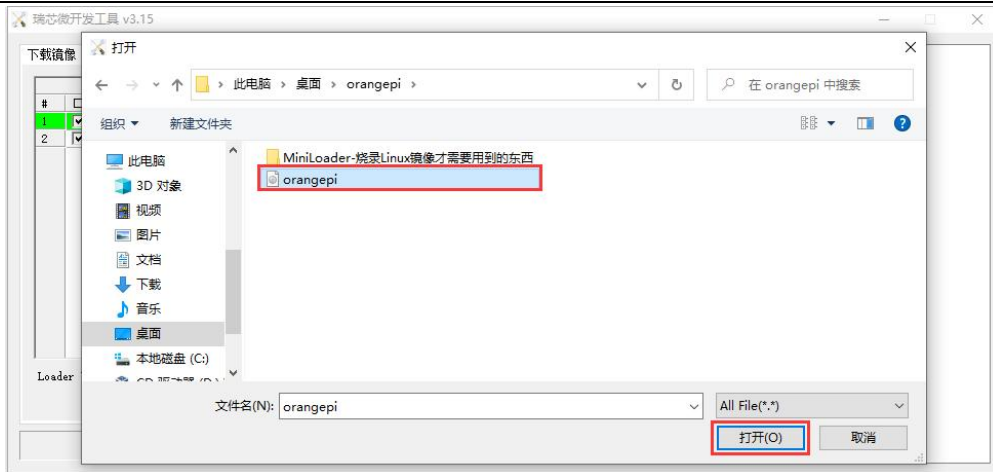 瑞芯微开发工具 v3.15
下载镜像
打开
此电脑 › 桌面 › orangepi ›
在 orangepi 中搜索
组织
新建文件夹
#
1
2
此电脑
3D 对象
视频
图片
文档
下载
音乐
桌面
本地磁盘 (C:)
MiniLoader-烧录Linux镜像才需要用到的东西
orangepi
Loader
文件名(N):
orangepi
All File(*.*)
打开(O)
取消